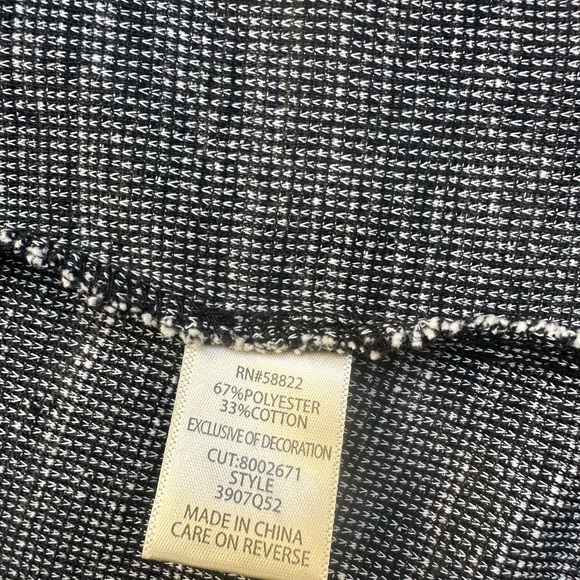 RN#58822
67%POLYESTER
33%COTTON
EXCLUSIVE OF DECORATION
CUT:8002671
STYLE
3907Q52
MADE IN CHINA
CARE ON REVERSE